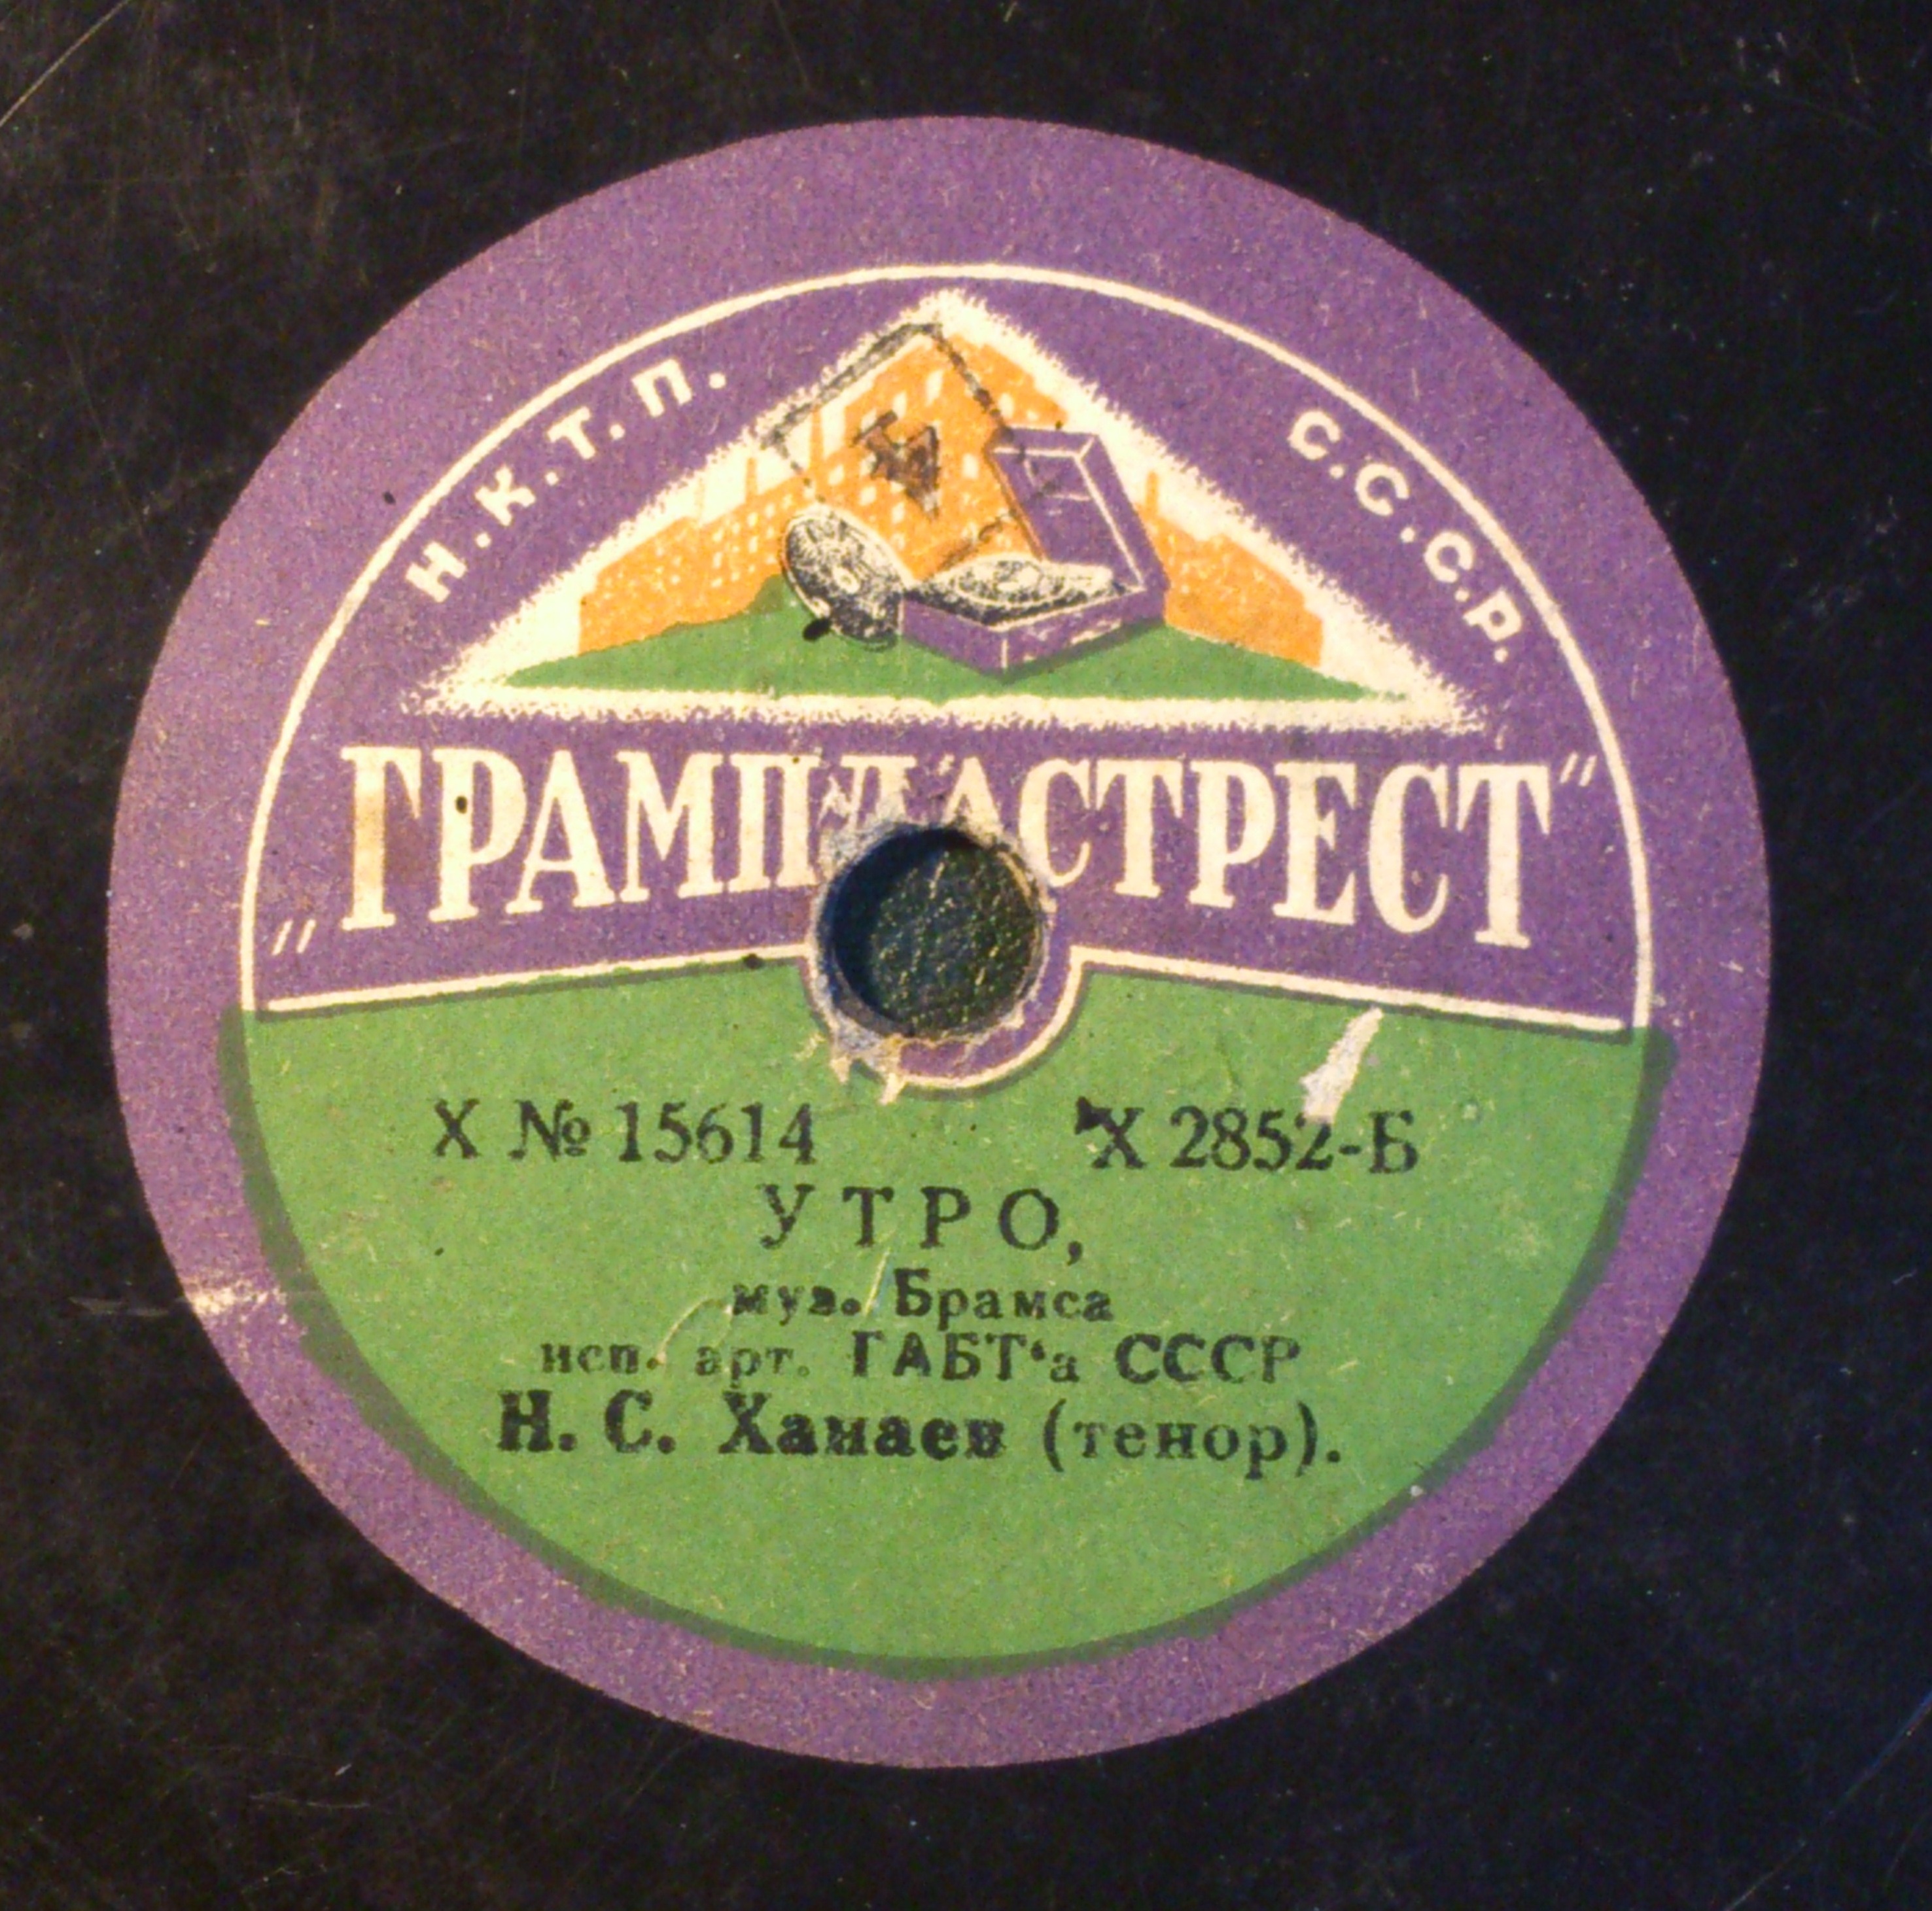 Н.К.Т.П. С.С.С.Р.
„ГРАМПЛАСТРЕСТ“
Х № 15614 Х 2852-Б
УТРО,
муз. Брамса
исп. арт. ГАБТ‘а СССР
Н. С. Ханаев (тенор).